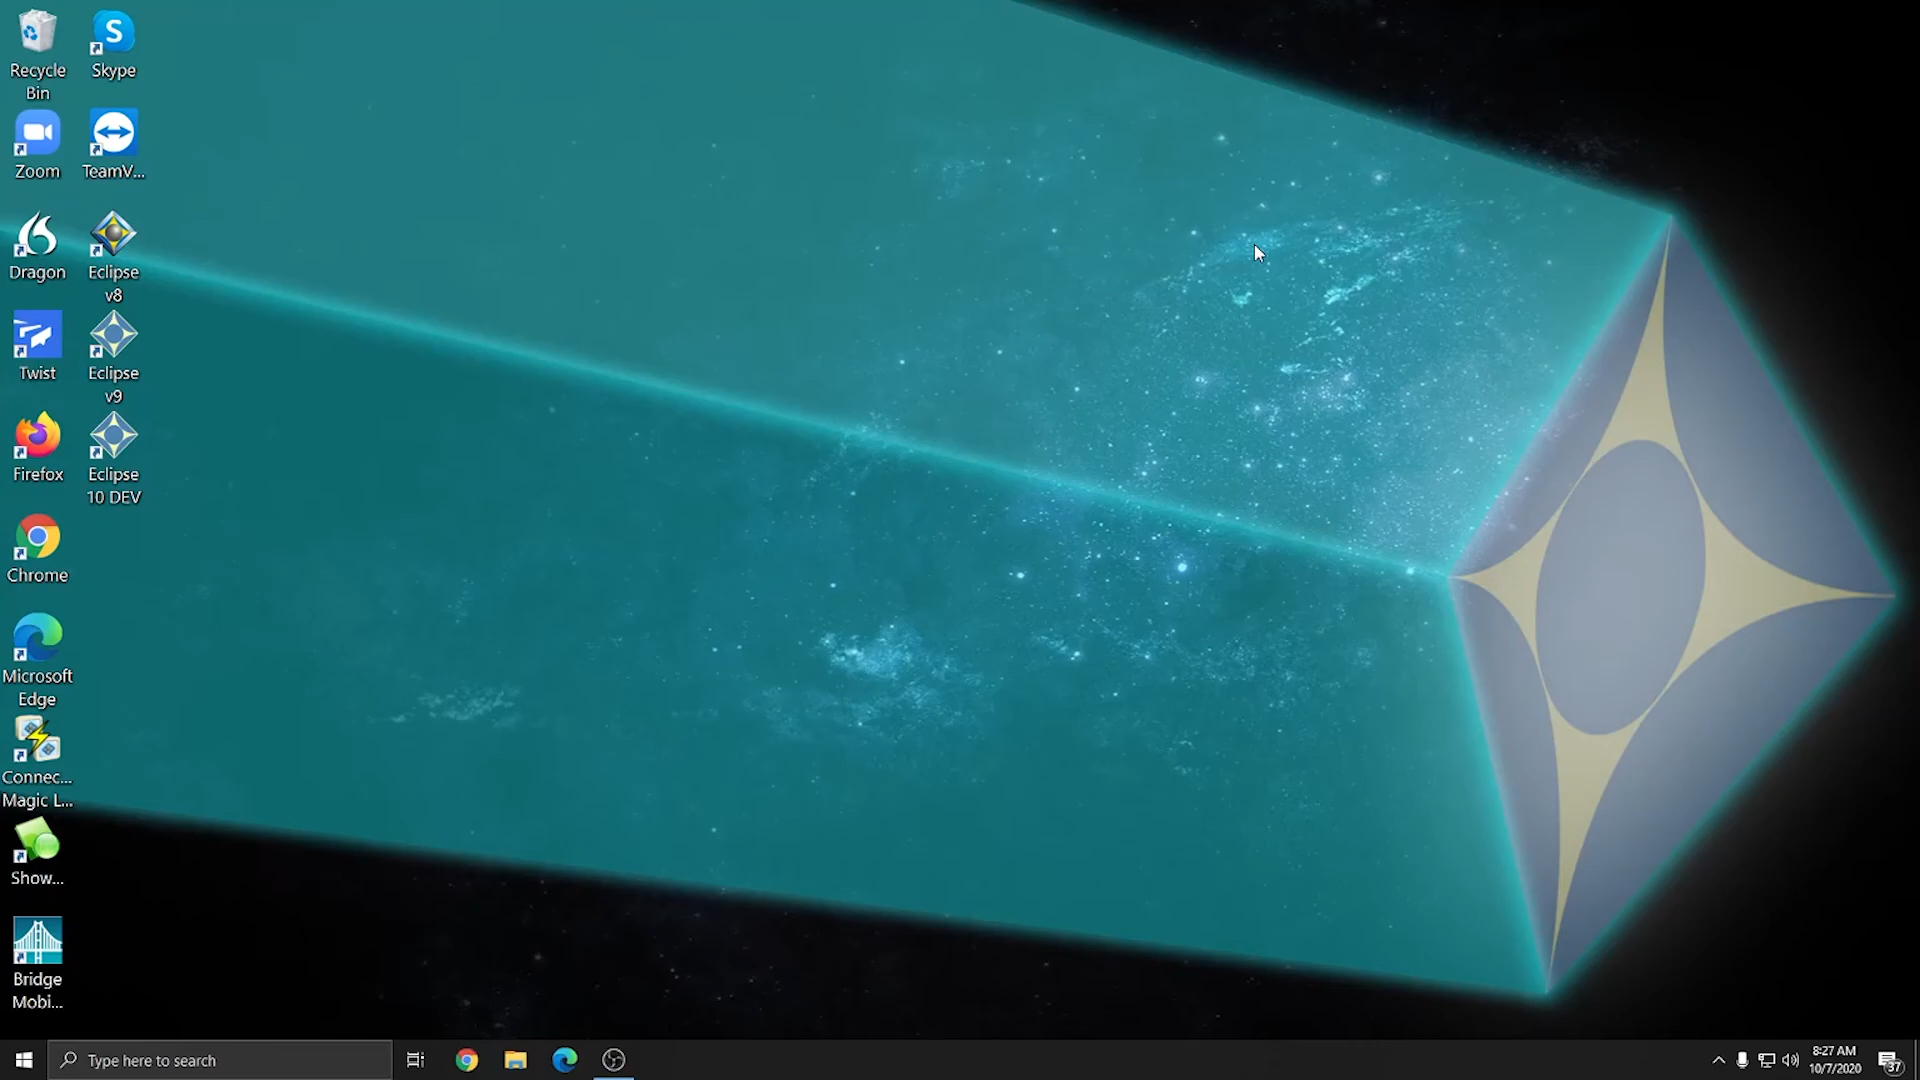 Recycle
Bin
Skype
Zoom
TeamV...
Dragon
Eclipse
v8
Twist
Eclipse
v9
Firefox
Eclipse
10 DEV
Chrome
Microsoft
Edge
Connec...
Magic L...
Show...
Bridge
Mobi...
Type here to search
8:27 AM
10/7/2020
37